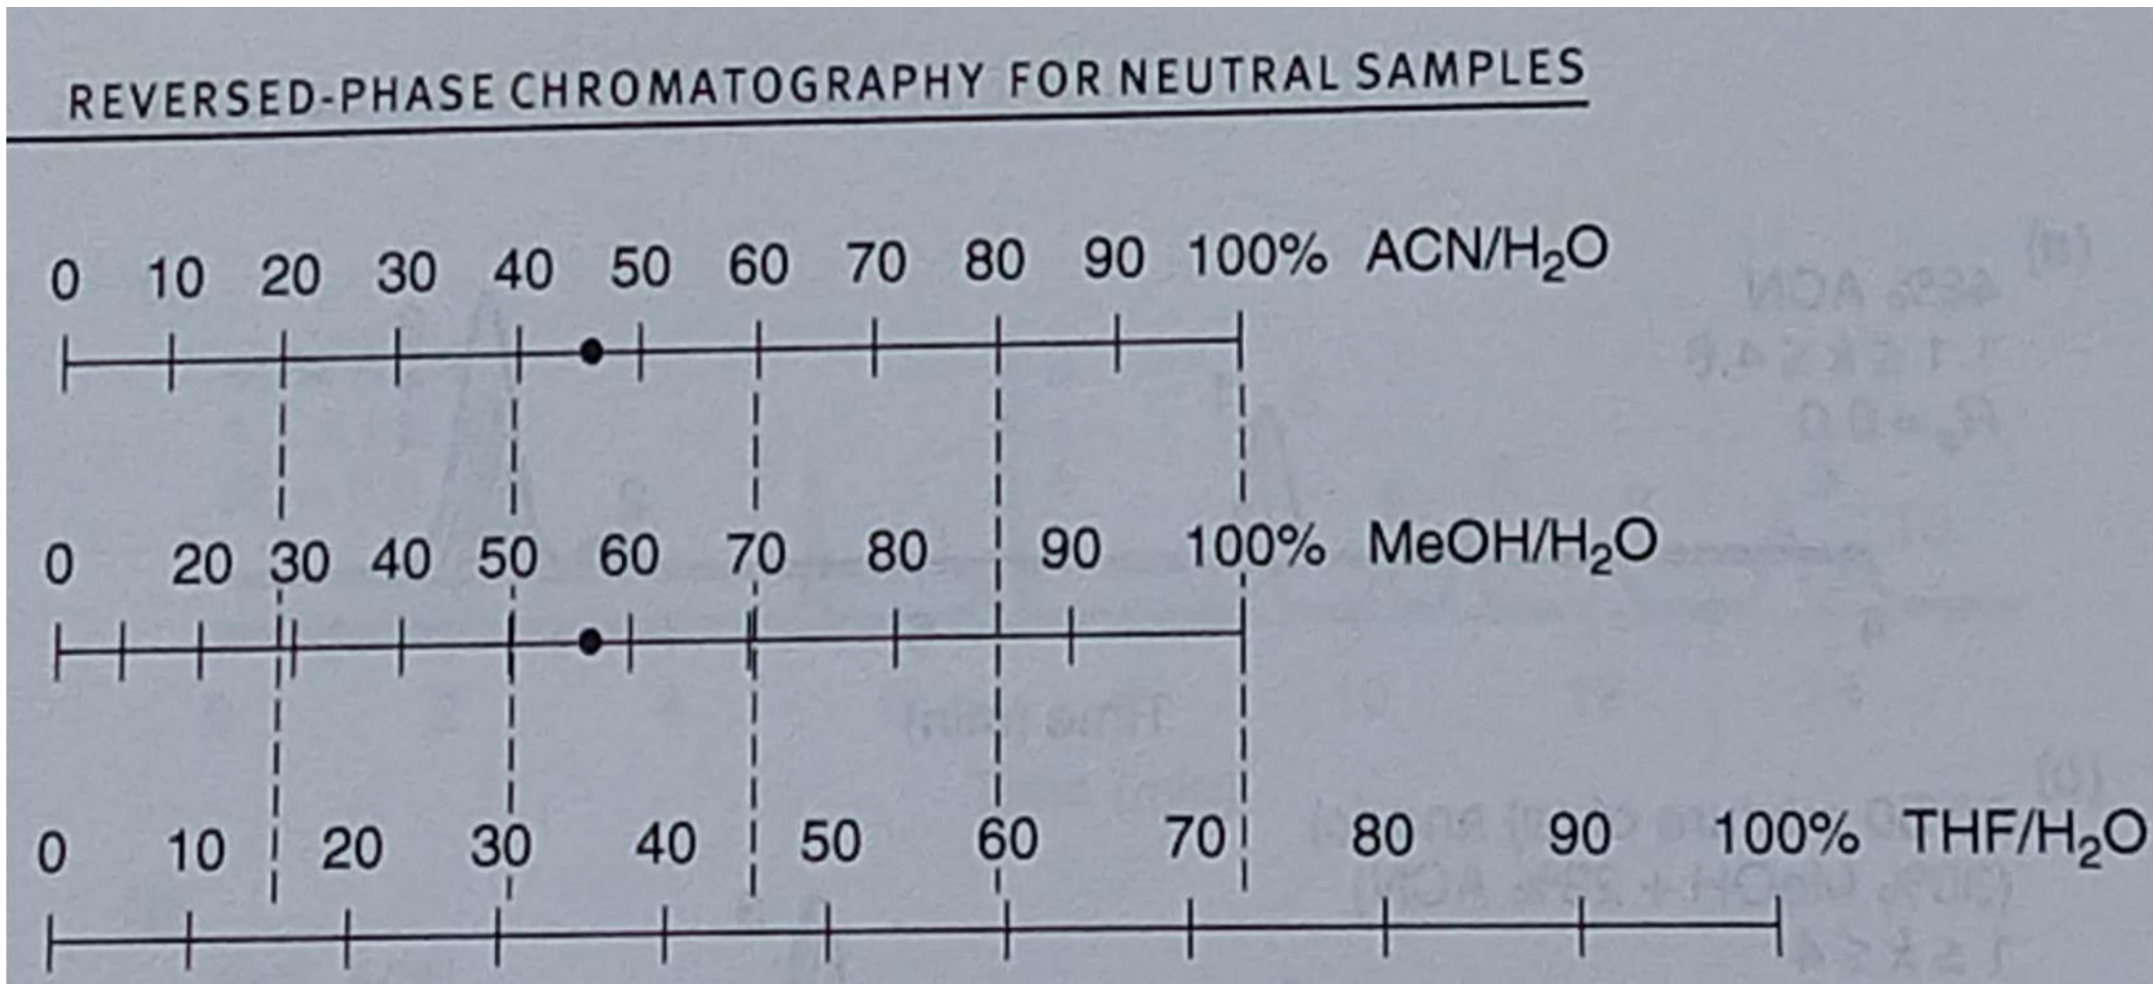 REVERSED-PHASE CHROMATOGRAPHY FOR NEUTRAL SAMPLES
0 10 20 30 40 50 60 70 80 90 100% ACN/H₂O
0 20 30 40 50 60 70 80 90 100% MeOH/H₂O
0 10 20 30 40 50 60 70 80 90 100% THF/H₂O